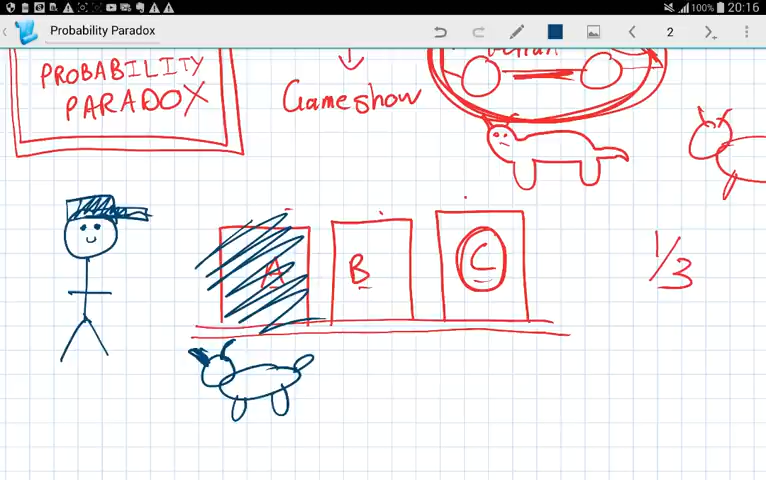 20:16
100%
Probability Paradox
2
PROBABILITY
PARADOX
Gameshow
A
B
C
1/3